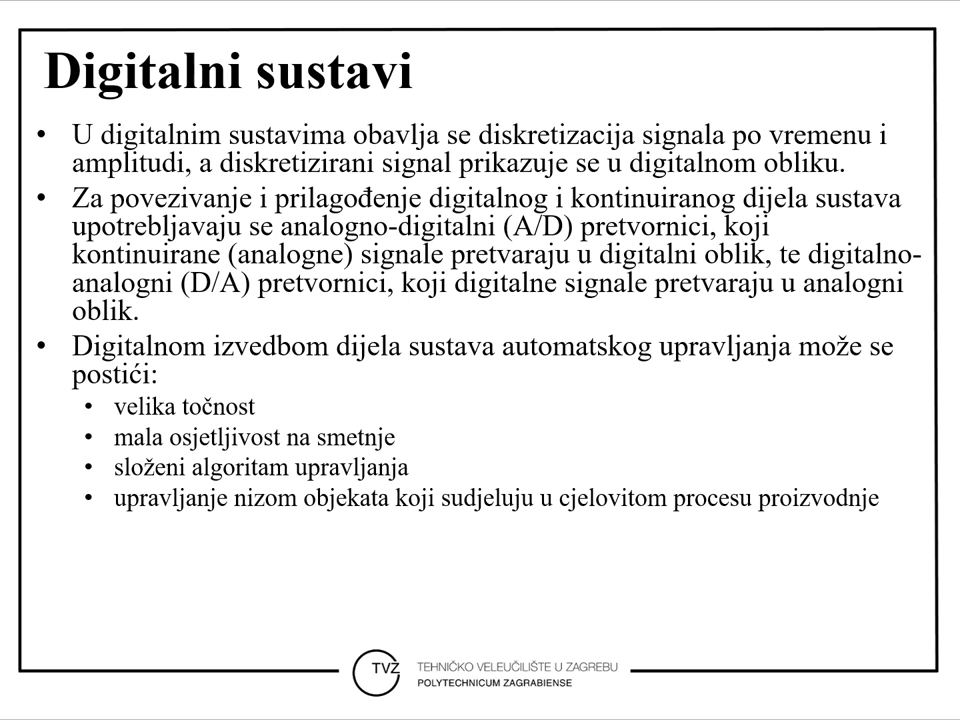 Digitalni sustavi
• U digitalnim sustavima obavlja se diskretizacija signala po vremenu i
amplitudi, a diskretizirani signal prikazuje se u digitalnom obliku.
• Za povezivanje i prilagođenje digitalnog i kontinuiranog dijela sustava
upotrebljavaju se analogno-digitalni (A/D) pretvornici, koji
kontinuirane (analogne) signale pretvaraju u digitalni oblik, te digitalno-
analogni (D/A) pretvornici, koji digitalne signale pretvaraju u analogni
oblik.
• Digitalnom izvedbom dijela sustava automatskog upravljanja može se
postići:
• velika točnost
• mala osjetljivost na smetnje
• složeni algoritam upravljanja
• upravljanje nizom objekata koji sudjeluju u cjelovitom procesu proizvodnje
TVZ
TEHNIČKO VELEUČILIŠTE U ZAGREBU
POLYTECHNICUM ZAGRABIENSE